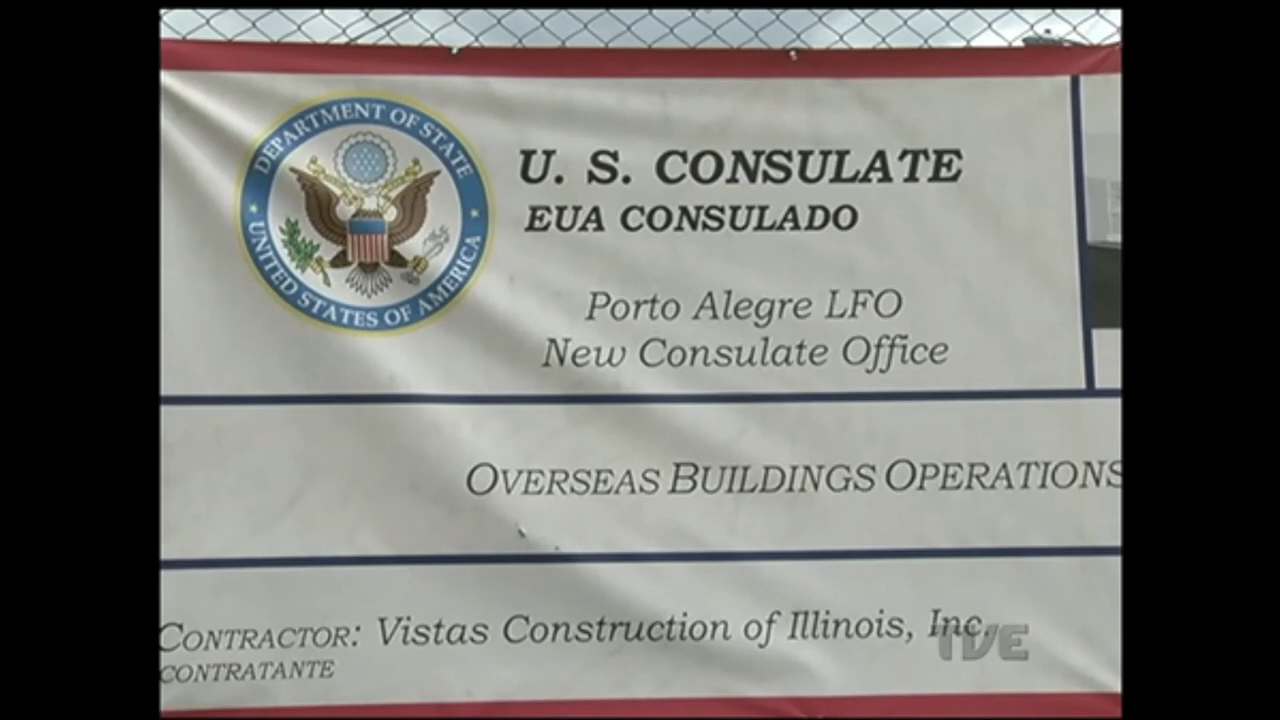 DEPARTMENT OF STATE
UNITED STATES OF AMERICA
U. S. CONSULATE
EUA CONSULADO
Porto Alegre LFO
New Consulate Office
OVERSEAS BUILDINGS OPERATIONS
CONTRACTOR: Vistas Construction of Illinois, Inc.
CONTRATANTE
TVE